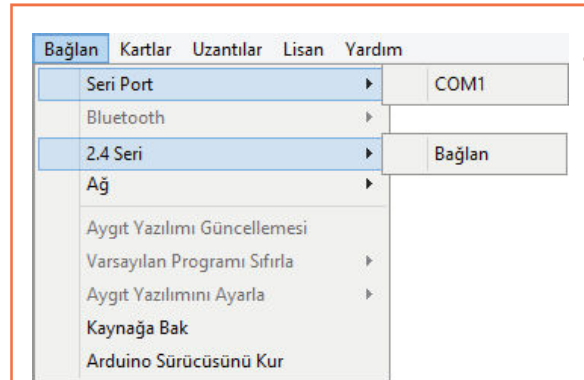 Bağlan Kartlar Uzantılar Lisan Yardım
Seri Port COM1
Bluetooth
2.4 Seri Bağlan
Ağ
Aygıt Yazılımı Güncellemesi
Varsayılan Programı Sıfırla
Aygıt Yazılımını Ayarla
Kaynağa Bak
Arduino Sürücüsünü Kur